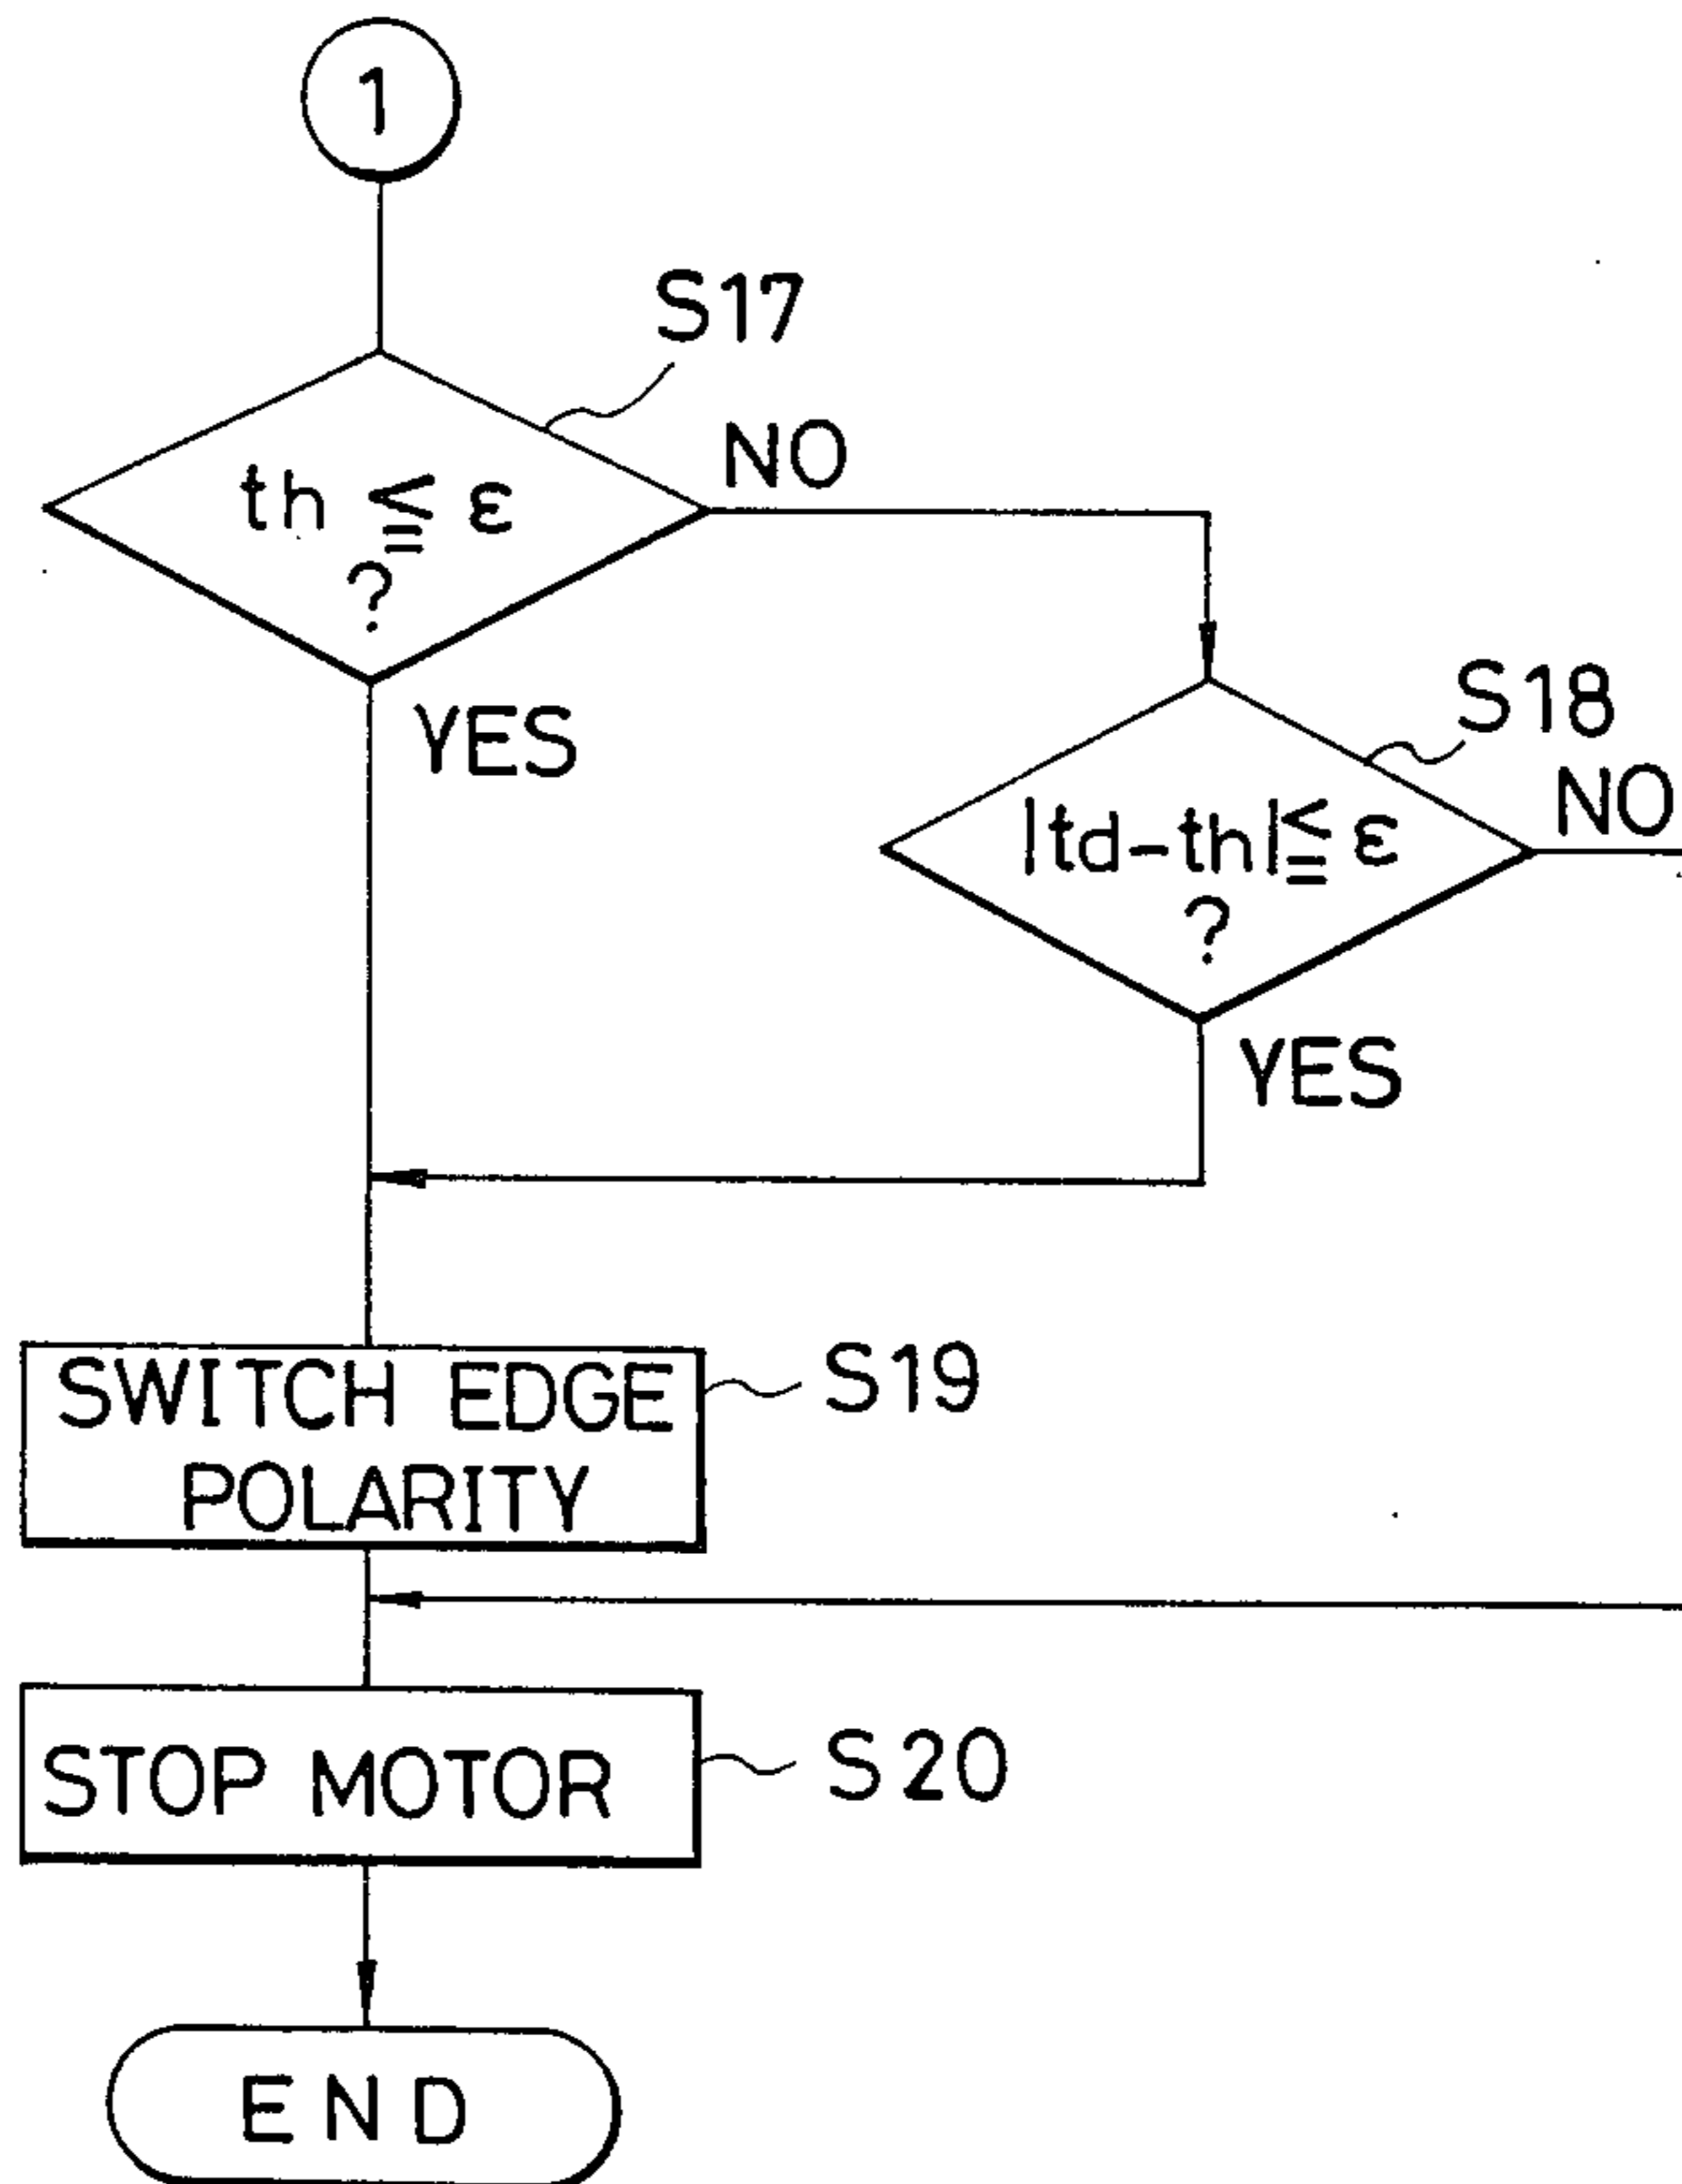 1
S17
NO
th ≦ ε
?
YES
S18
NO
|td-th|≦ ε
?
YES
SWITCH EDGE
POLARITY
S19
STOP MOTOR
S20
END